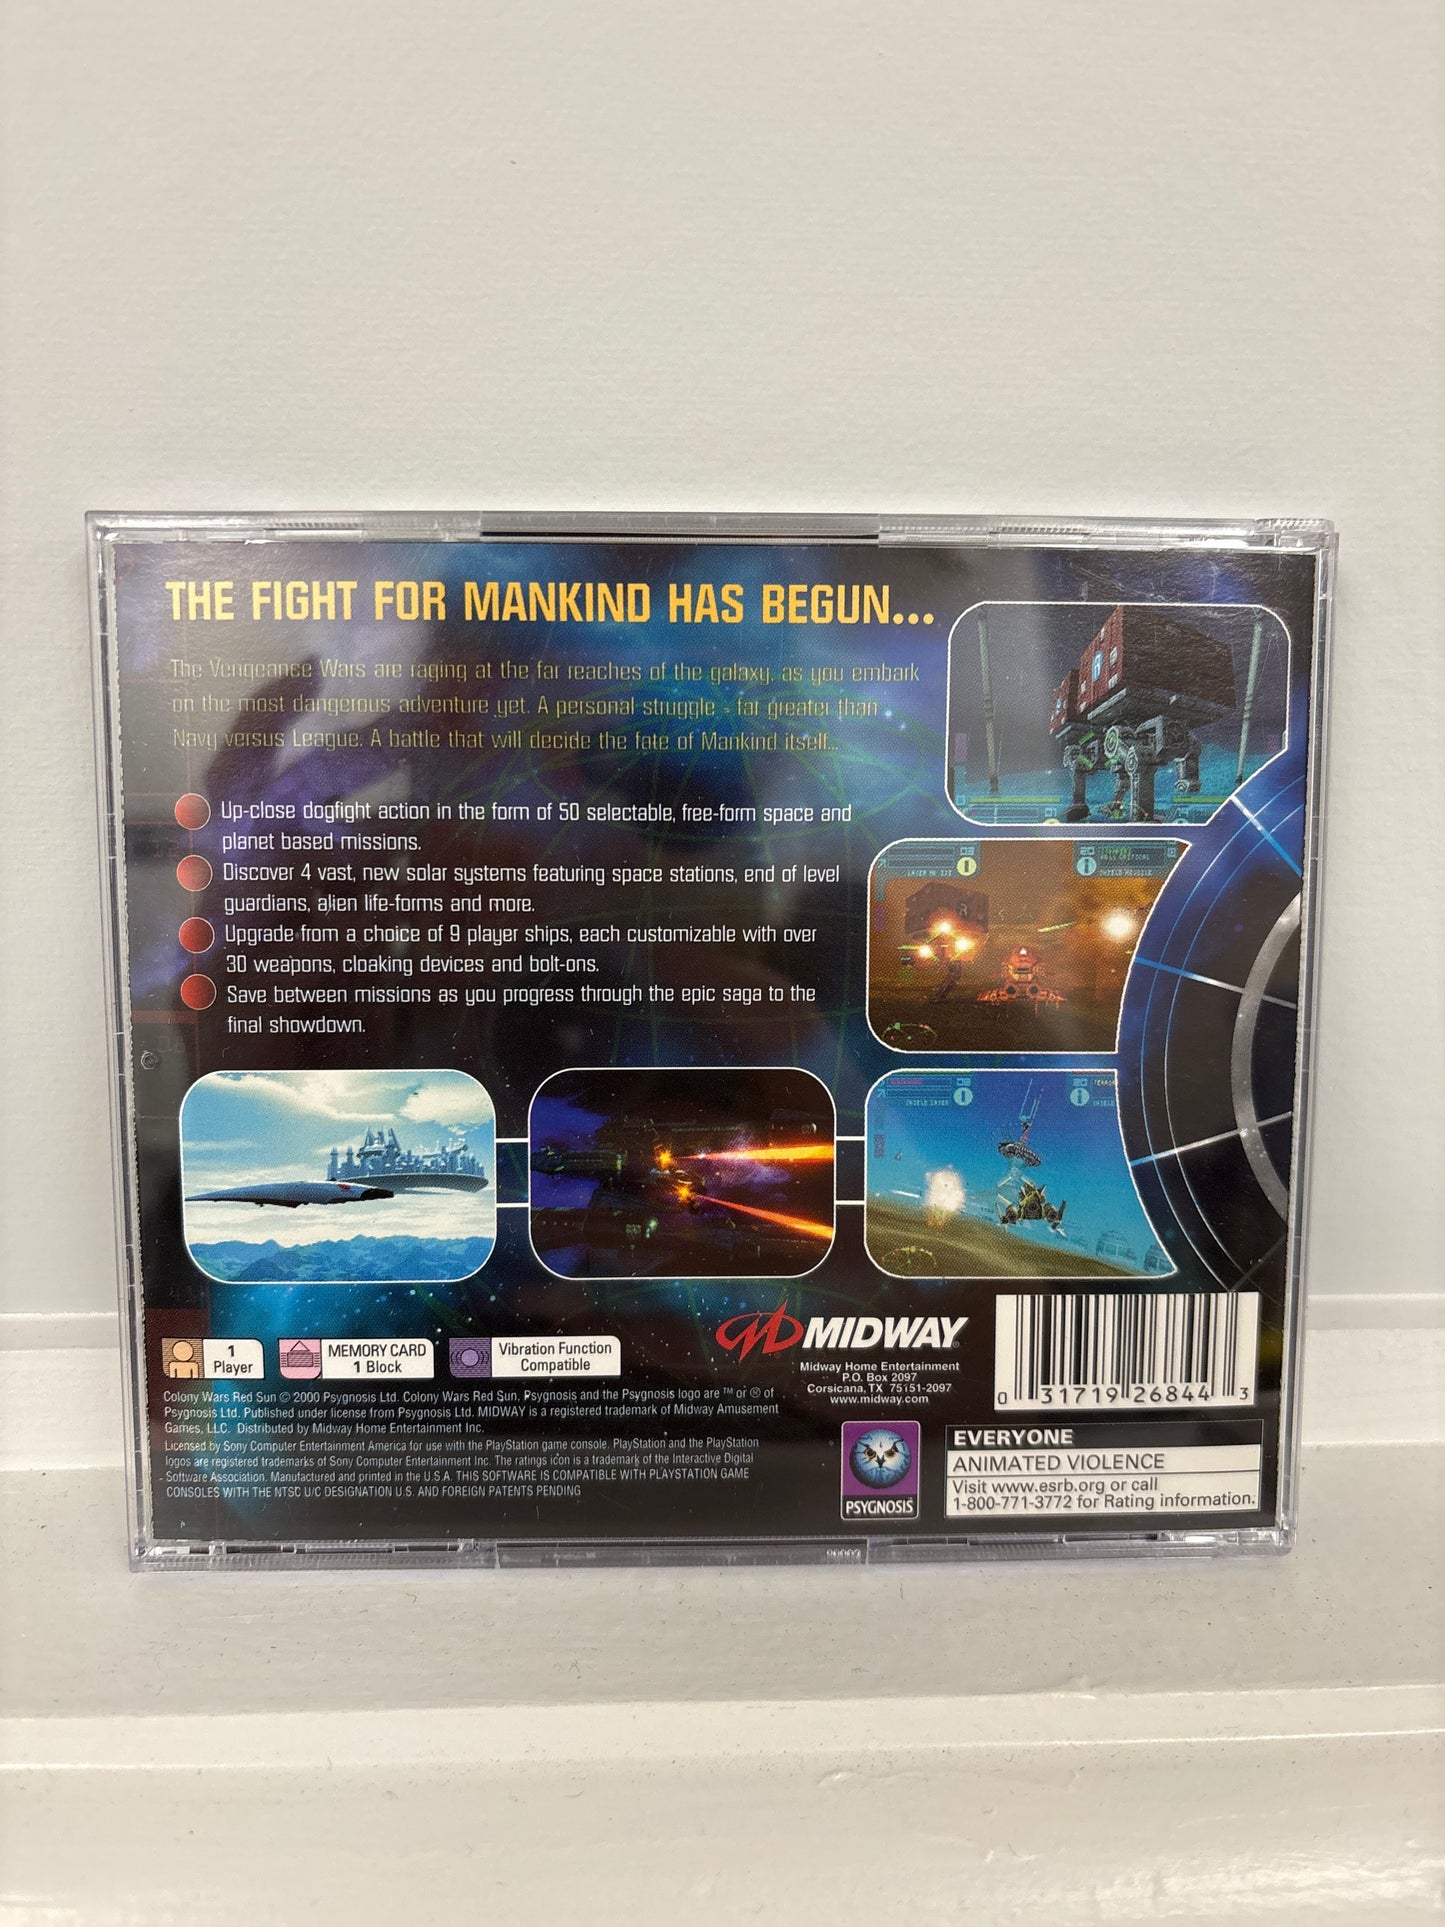 THE FIGHT FOR MANKIND HAS BEGUN...
The Vengeance Wars are raging at the far reaches of the galaxy, as you embark
on the most dangerous adventure yet. A personal struggle - far greater than
Navy versus League. A battle that will decide the fate of Mankind itself...
Up-close dogfight action in the form of 50 selectable, free-form space and
planet based missions.
Discover 4 vast, new solar systems featuring space stations, end of level
guardians, alien life-forms and more.
Upgrade from a choice of 9 player ships, each customizable with over
30 weapons, cloaking devices and bolt-ons.
Save between missions as you progress through the epic saga to the
final showdown.
1
Player
MEMORY CARD
1 Block
Vibration Function
Compatible
MIDWAY
Midway Home Entertainment
P.O. Box 2097
Corsicana, TX 75151-2097
www.midway.com
0 31719 26844 3
Colony Wars Red Sun © 2000 Psygnosis Ltd. Colony Wars Red Sun, Psygnosis and the Psygnosis logo are ™ or ® of
Psygnosis Ltd. Published under license from Psygnosis Ltd. MIDWAY is a registered trademark of Midway Amusement
Games, LLC. Distributed by Midway Home Entertainment Inc.
Licensed by Sony Computer Entertainment America for use with the PlayStation game console. PlayStation and the PlayStation
logos are registered trademarks of Sony Computer Entertainment Inc. The ratings icon is a trademark of the Interactive Digital
Software Association. Manufactured and printed in the U.S.A. THIS SOFTWARE IS COMPATIBLE WITH PLAYSTATION GAME
CONSOLES WITH THE NTSC U/C DESIGNATION U.S. AND FOREIGN PATENTS PENDING
PSYGNOSIS
EVERYONE
ANIMATED VIOLENCE
Visit www.esrb.org or call
1-800-771-3772 for Rating information.